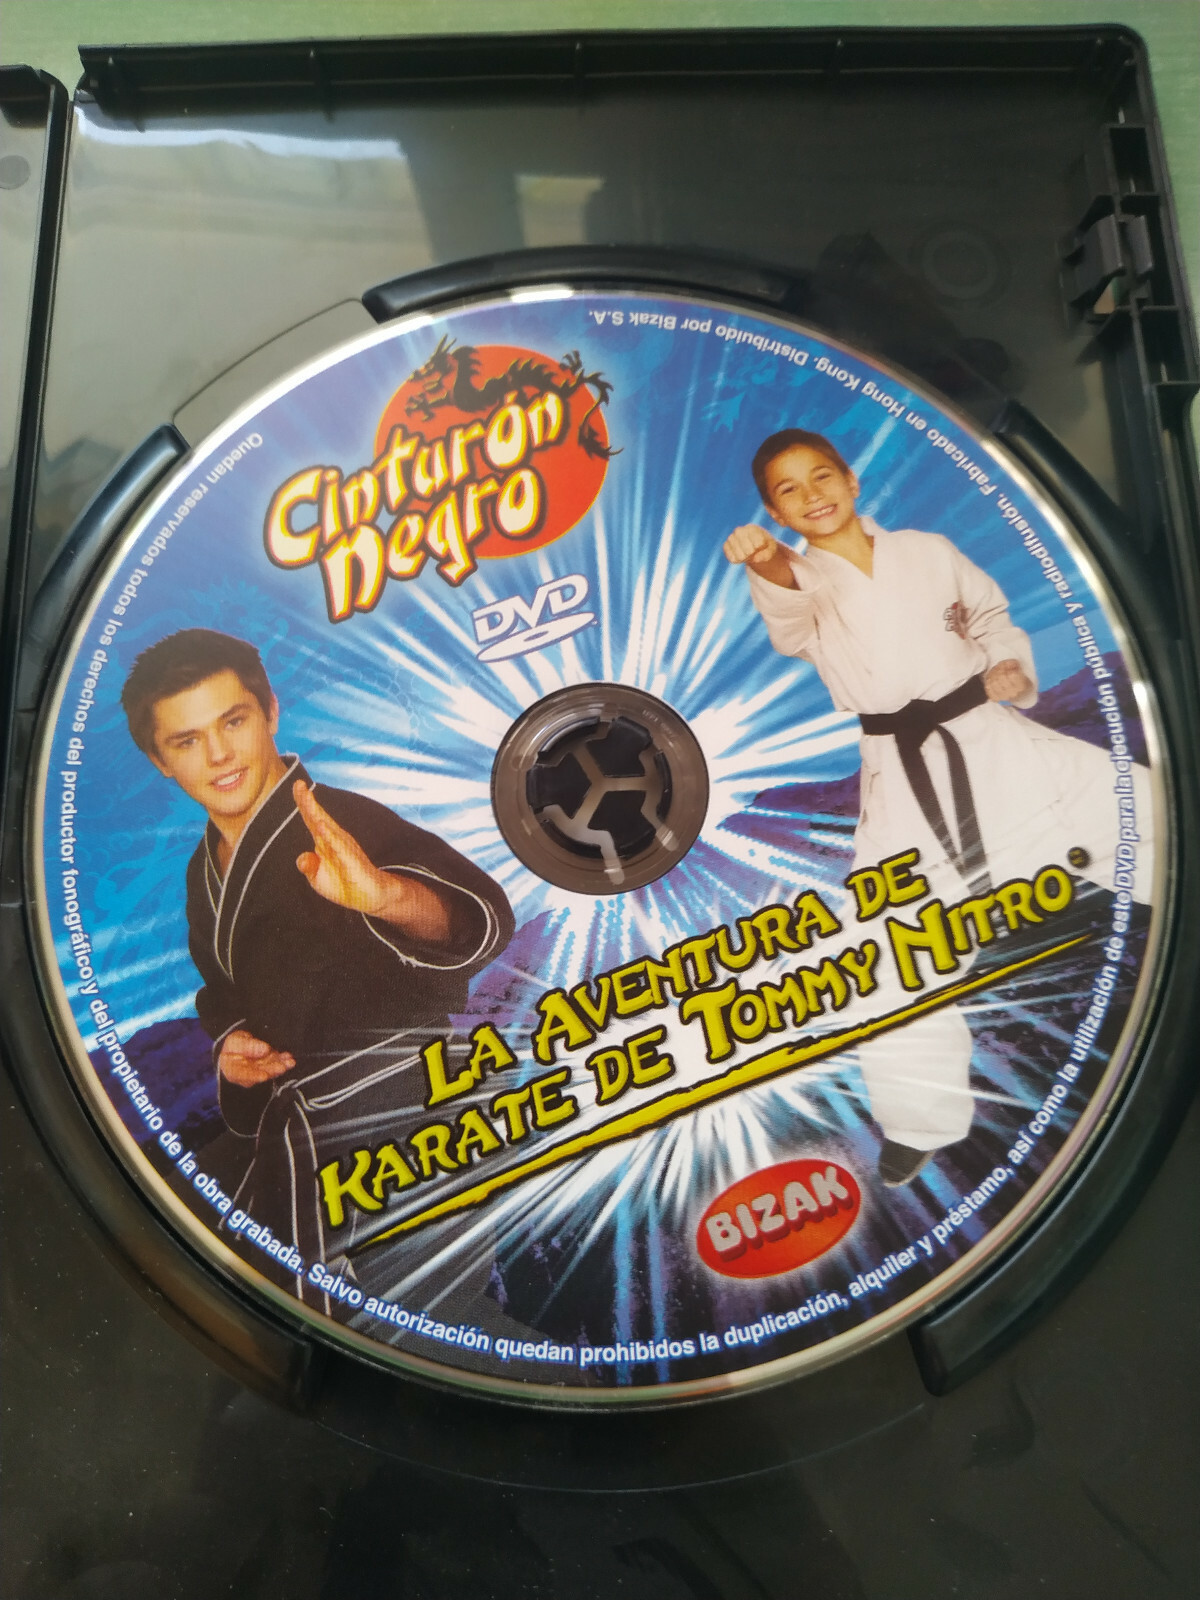 Cinturón
Negro
DVD
LA AVENTURA DE
KARATE DE TOMMY NITRO
BIZAK
Quedan reservados todos los derechos del productor fonográfico y del propietario de la obra grabada. Salvo autorización quedan prohibidos la duplicación, alquiler y préstamo, así como la utilización de este DVD para la ejecución pública y radiodifusión. Fabricado en Hong Kong. Distribuido por Bizak S.A.